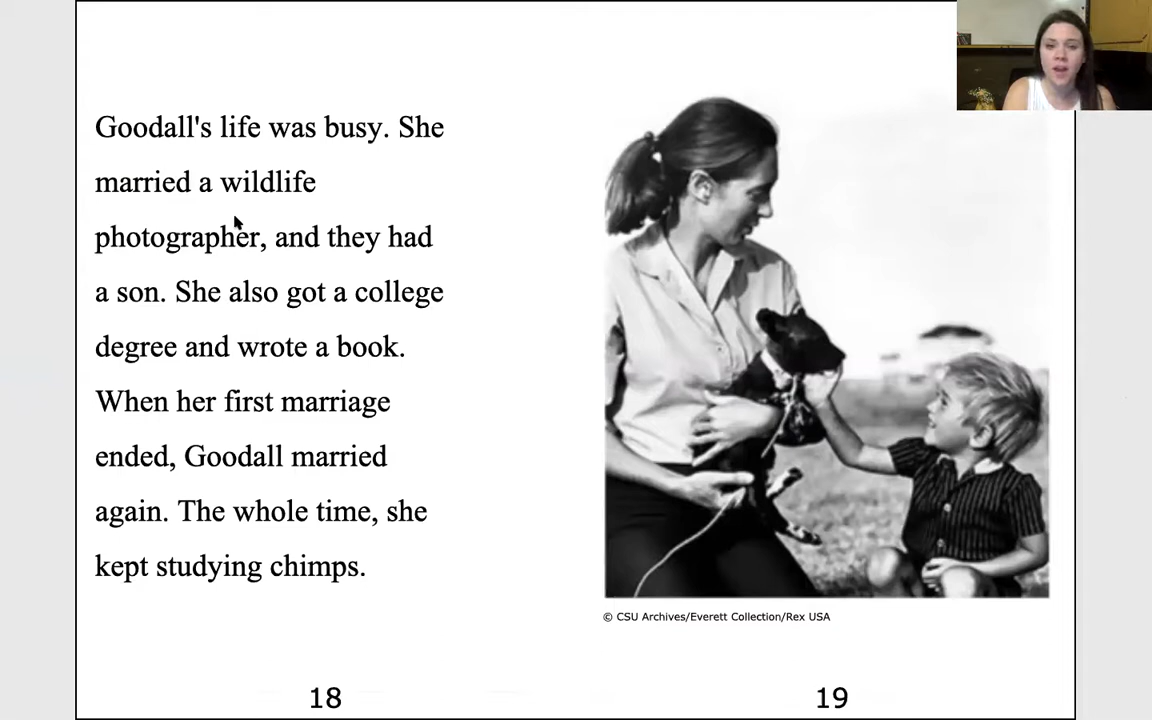 Goodall's life was busy. She
married a wildlife
photographer, and they had
a son. She also got a college
degree and wrote a book.
When her first marriage
ended, Goodall married
again. The whole time, she
kept studying chimps.
© CSU Archives/Everett Collection/Rex USA
18
19